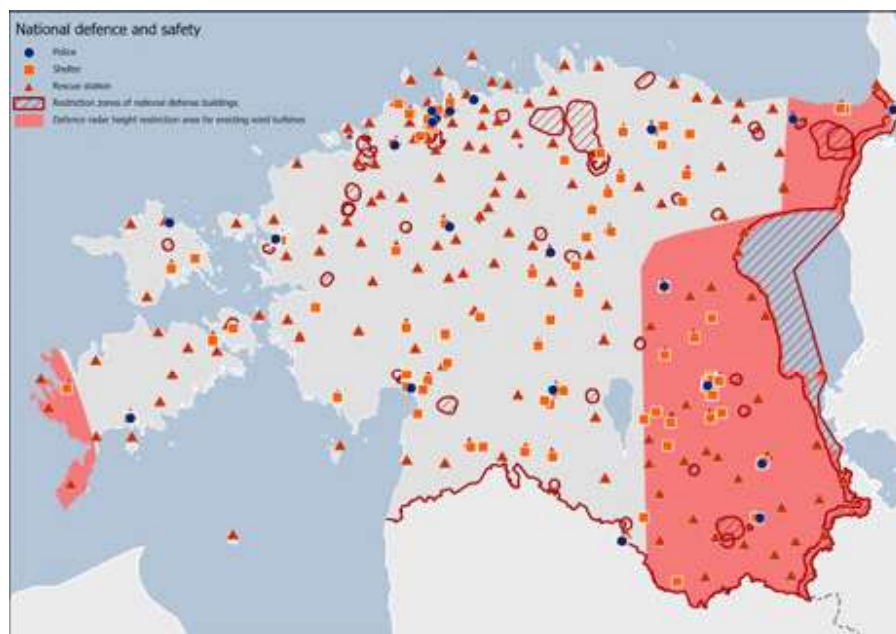 National defence and safety
Police
Shelter
Rescue station
Restriction zones of national defense buildings
Defence radar height restriction area for erecting wind turbines